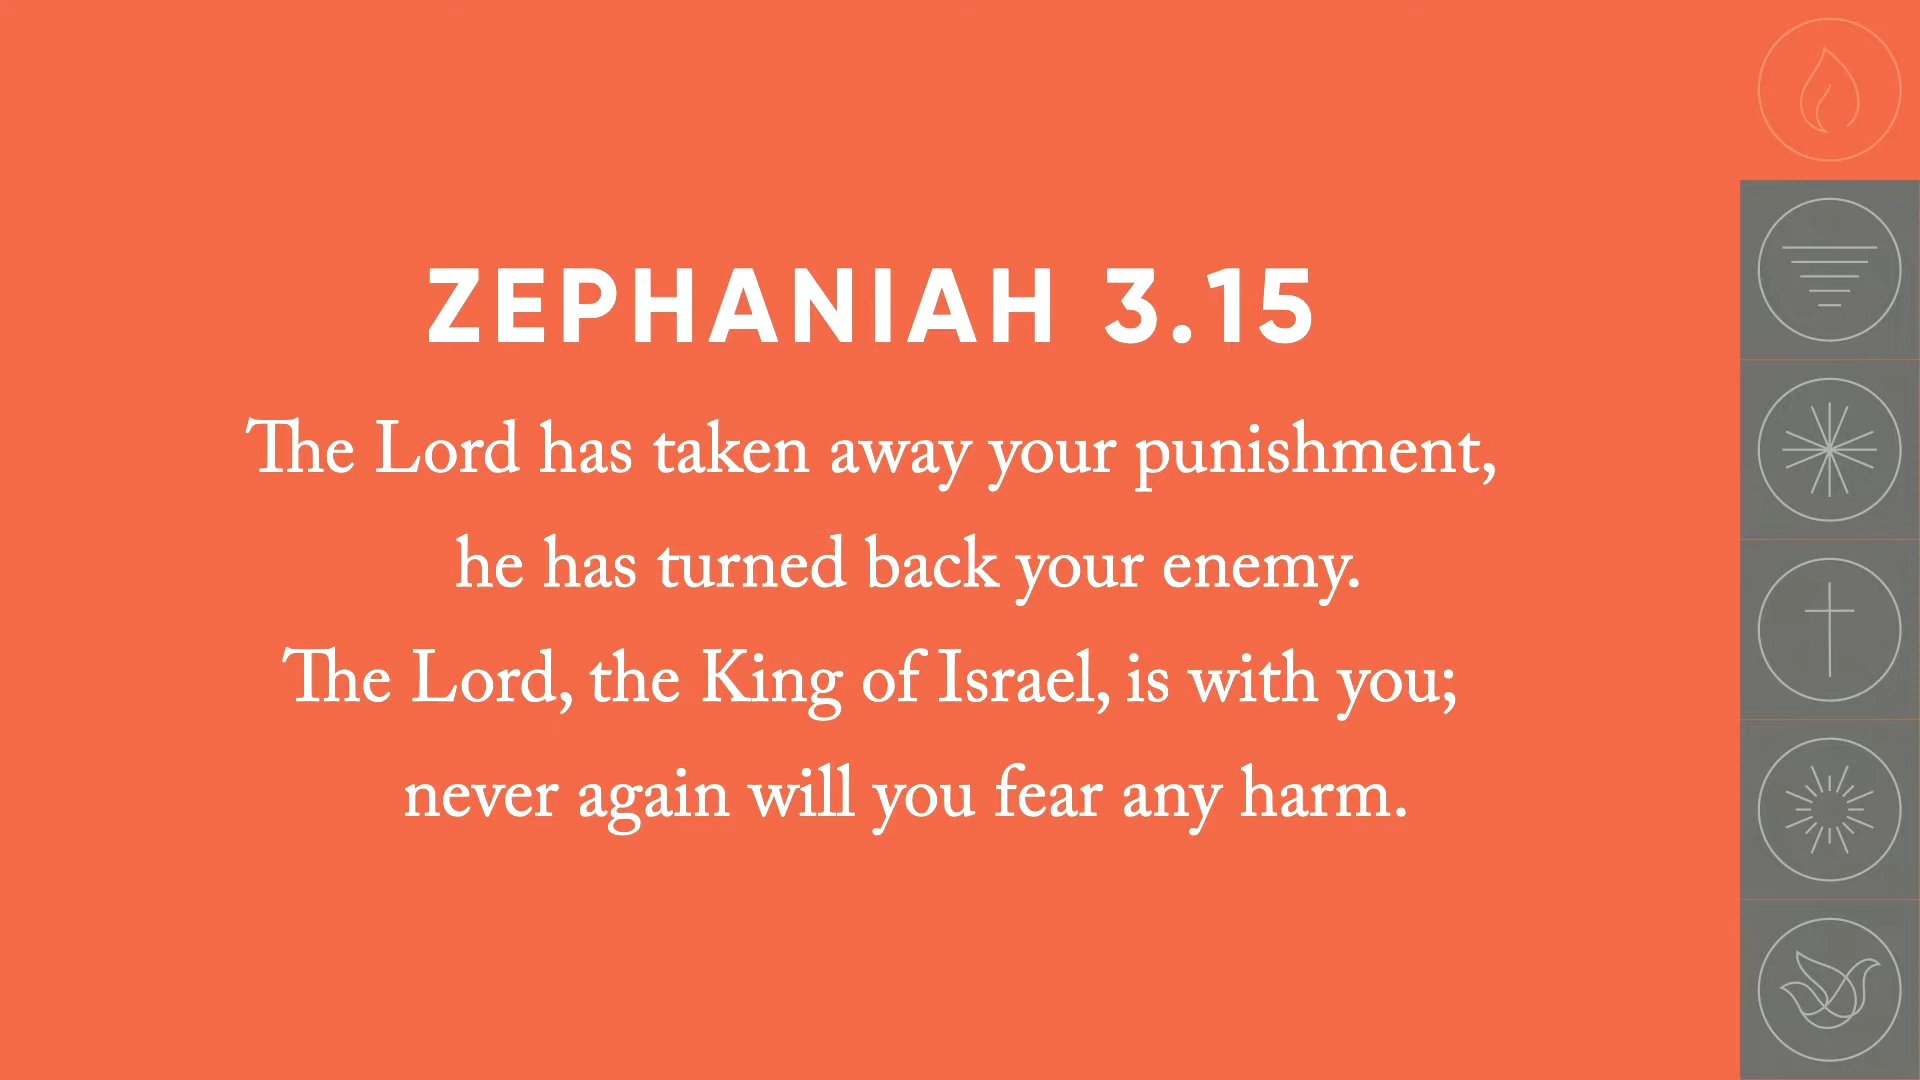 ZEPHANIAH 3.15
The Lord has taken away your punishment,
he has turned back your enemy.
The Lord, the King of Israel, is with you;
never again will you fear any harm.